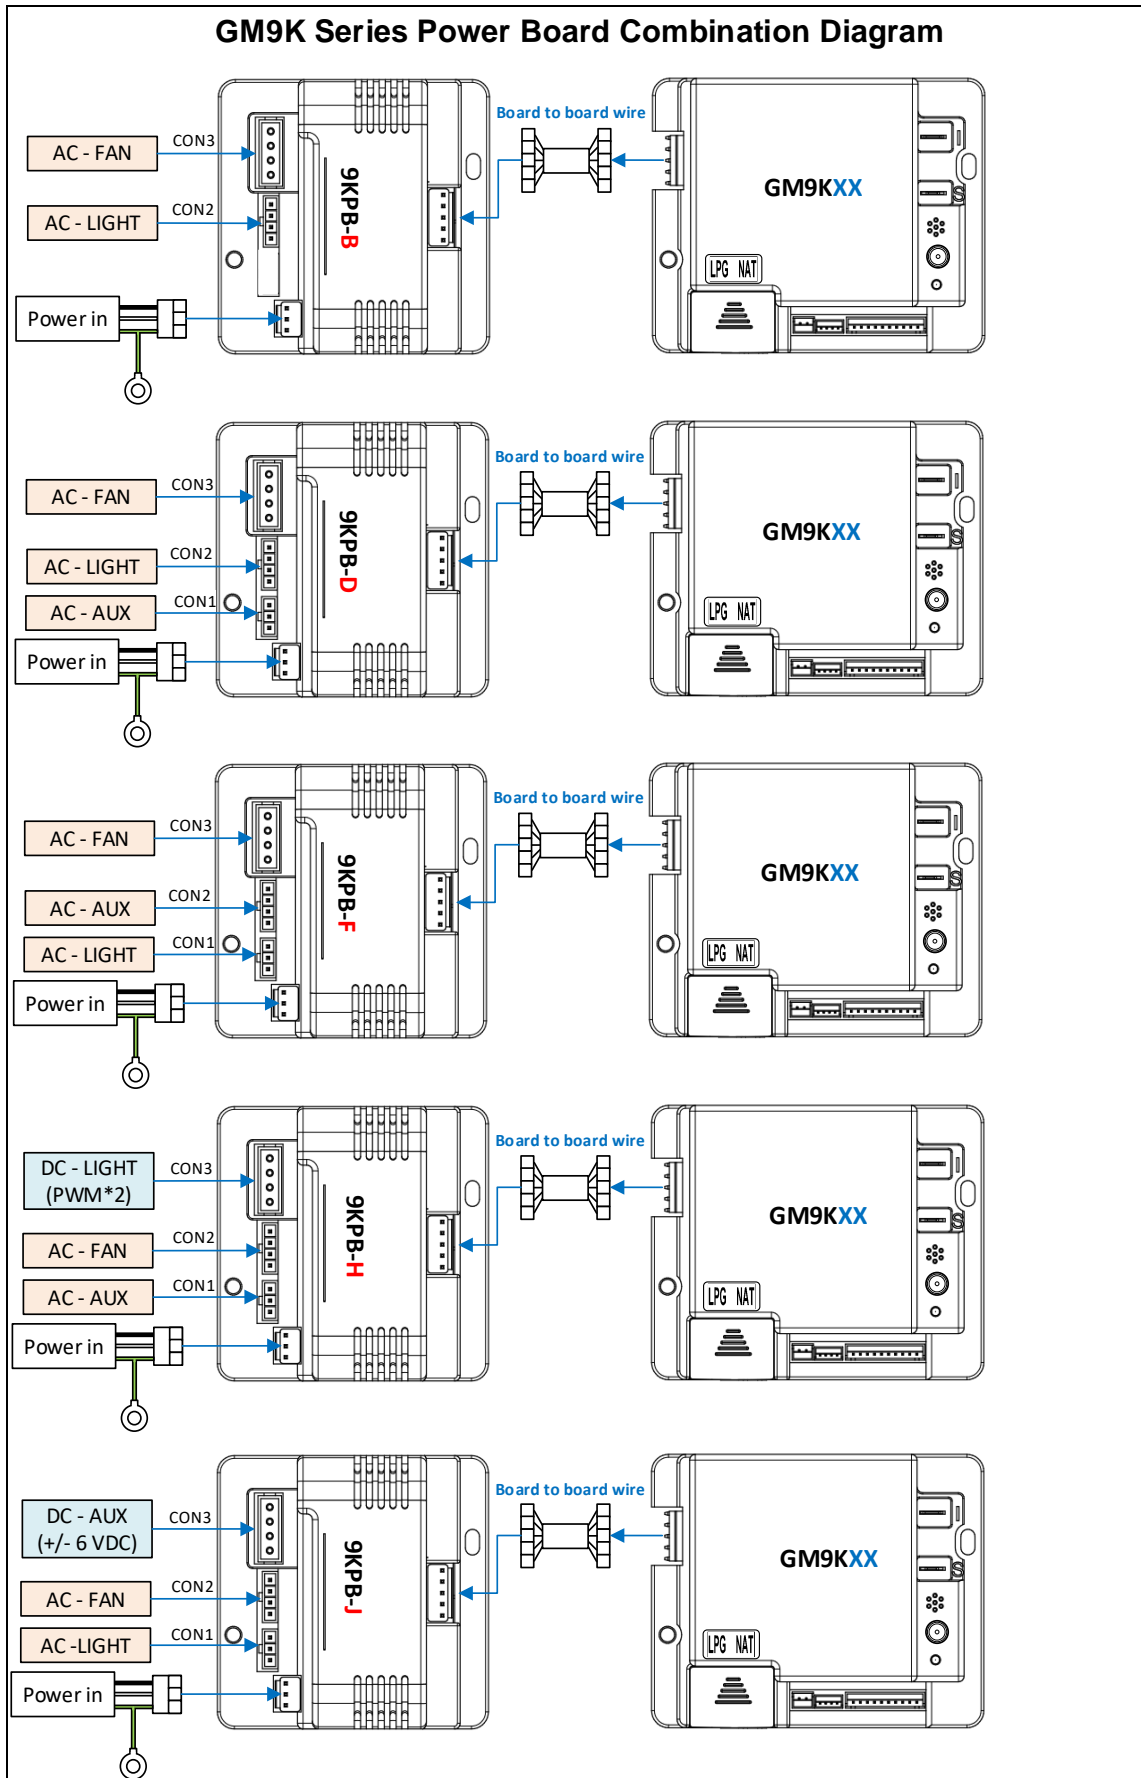 GM9K Series Power Board Combination Diagram
Board to board wire
AC - FAN
CON3
AC - LIGHT
CON2
Power in
9KPB-B
GM9KXX
LPG NAT
I
S
Board to board wire
AC - FAN
CON3
AC - LIGHT
CON2
AC - AUX
CON1
Power in
9KPB-D
GM9KXX
LPG NAT
I
S
Board to board wire
AC - FAN
CON3
AC - AUX
CON2
AC - LIGHT
CON1
Power in
9KPB-F
GM9KXX
LPG NAT
I
S
Board to board wire
DC - LIGHT
(PWM*2)
CON3
AC - FAN
CON2
AC - AUX
CON1
Power in
9KPB-H
GM9KXX
LPG NAT
I
S
Board to board wire
DC - AUX
(+/- 6 VDC)
CON3
AC - FAN
CON2
AC -LIGHT
CON1
Power in
9KPB-J
GM9KXX
LPG NAT
I
S